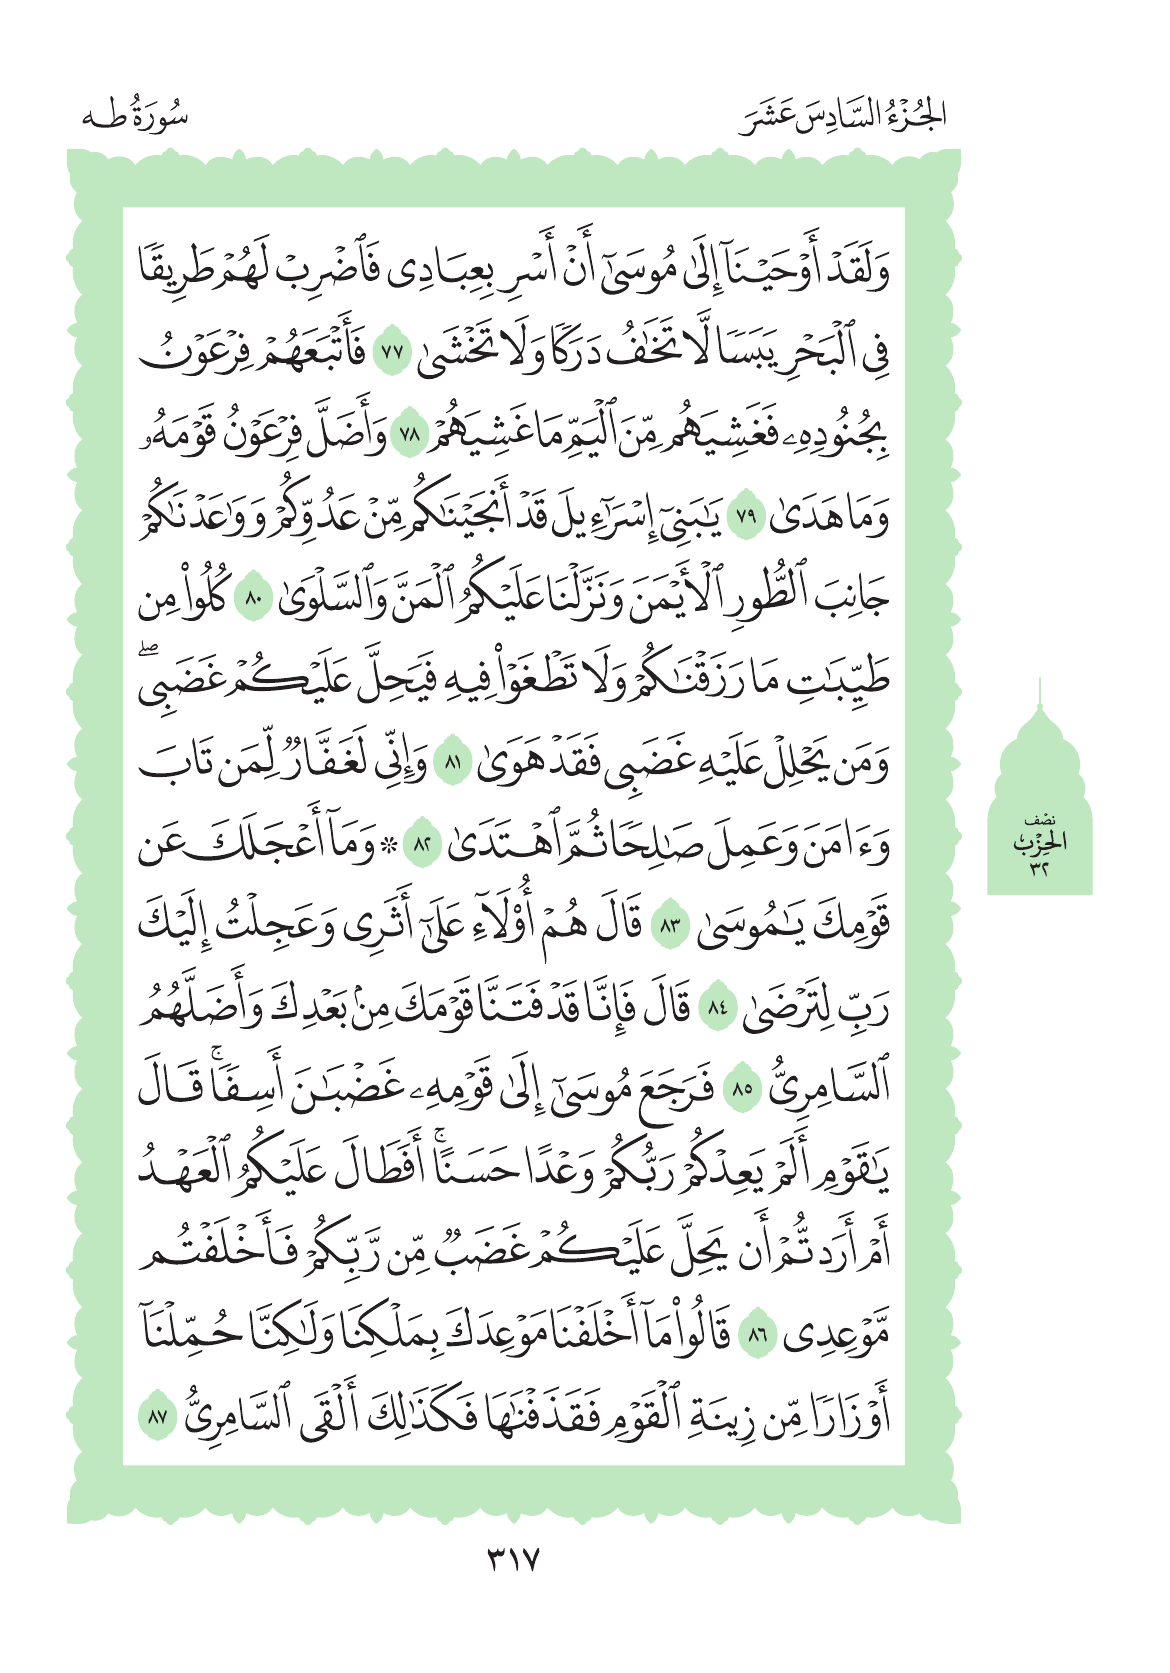 الجُزْءُ السَّادِسَ عَشَرَ
سُورَةُ طه
وَلَقَدْ أَوْحَيْنَآ إِلَىٰ مُوسَىٰٓ أَنْ أَسْرِ بِعِبَادِى فَٱضْرِبْ لَهُمْ طَرِيقًا
فِى ٱلْبَحْرِ يَبَسًا لَّا تَخَٰفُ دَرَكًا وَلَا تَخْشَىٰ ٧٧ فَأَتْبَعَهُمْ فِرْعَوْنُ
بِجُنُودِهِۦ فَغَشِيَهُم مِّنَ ٱلْيَمِّ مَا غَشِيَهُمْ ٧٨ وَأَضَلَّ فِرْعَوْنُ قَوْمَهُۥ
وَمَا هَدَىٰ ٧٩ يَٰبَنِىٓ إِسْرَٰٓءِيلَ قَدْ أَنجَيْنَٰكُم مِّنْ عَدُوِّكُمْ وَوَٰعَدْنَٰكُمْ
جَانِبَ ٱلطُّورِ ٱلْأَيْمَنَ وَنَزَّلْنَا عَلَيْكُمُ ٱلْمَنَّ وَٱلسَّلْوَىٰ ٨٠ كُلُوا۟ مِن
طَيِّبَٰتِ مَا رَزَقْنَٰكُمْ وَلَا تَطْغَوْا۟ فِيهِ فَيَحِلَّ عَلَيْكُمْ غَضَبِىۖ
وَمَن يَحْلِلْ عَلَيْهِ غَضَبِى فَقَدْ هَوَىٰ ٨١ وَإِنِّى لَغَفَّارٌ لِّمَن تَابَ
وَءَامَنَ وَعَمِلَ صَٰلِحًا ثُمَّ ٱهْتَدَىٰ ٨٢ ۞ وَمَآ أَعْجَلَكَ عَن
قَوْمِكَ يَٰمُوسَىٰ ٨٣ قَالَ هُمْ أُو۟لَآءِ عَلَىٰٓ أَثَرِى وَعَجِلْتُ إِلَيْكَ
رَبِّ لِتَرْضَىٰ ٨٤ قَالَ فَإِنَّا قَدْ فَتَنَّا قَوْمَكَ مِنۢ بَعْدِكَ وَأَضَلَّهُمُ
ٱلسَّامِرِىُّ ٨٥ فَرَجَعَ مُوسَىٰٓ إِلَىٰ قَوْمِهِۦ غَضْبَٰنَ أَسِفًاۚ قَالَ
يَٰقَوْمِ أَلَمْ يَعِدْكُمْ رَبُّكُمْ وَعْدًا حَسَنًاۚ أَفَطَالَ عَلَيْكُمُ ٱلْعَهْدُ
أَمْ أَرَدتُّمْ أَن يَحِلَّ عَلَيْكُمْ غَضَبٌ مِّن رَّبِّكُمْ فَأَخْلَفْتُم
مَّوْعِدِى ٨٦ قَالُوا۟ مَآ أَخْلَفْنَا مَوْعِدَكَ بِمَلْكِنَا وَلَٰكِنَّا حُمِّلْنَآ
أَوْزَارًا مِّن زِينَةِ ٱلْقَوْمِ فَقَذَفْنَٰهَا فَكَذَٰلِكَ أَلْقَى ٱلسَّامِرِىُّ ٨٧
نصْف
الحِزْبِ
٣٢
٣١٧